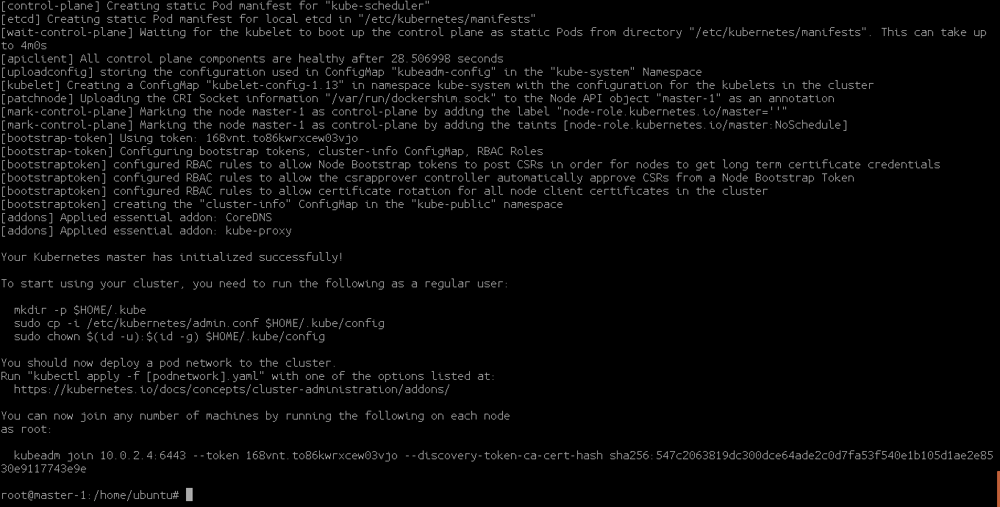 [control-plane] Creating static Pod manifest for "kube-scheduler"
[etcd] Creating static Pod manifest for local etcd in "/etc/kubernetes/manifests"
[wait-control-plane] Waiting for the kubelet to boot up the control plane as static Pods from directory "/etc/kubernetes/manifests". This can take up
to 4m0s
[apiclient] All control plane components are healthy after 28.506998 seconds
[uploadconfig] storing the configuration used in ConfigMap "kubeadm-config" in the "kube-system" Namespace
[kubelet] Creating a ConfigMap "kubelet-config-1.13" in namespace kube-system with the configuration for the kubelets in the cluster
[patchnode] Uploading the CRI Socket information "/var/run/dockershim.sock" to the Node API object "master-1" as an annotation
[mark-control-plane] Marking the node master-1 as control-plane by adding the label "node-role.kubernetes.io/master=''"
[mark-control-plane] Marking the node master-1 as control-plane by adding the taints [node-role.kubernetes.io/master:NoSchedule]
[bootstrap-token] Using token: 168vnt.to86kwrxcew03vjo
[bootstrap-token] Configuring bootstrap tokens, cluster-info ConfigMap, RBAC Roles
[bootstraptoken] configured RBAC rules to allow Node Bootstrap tokens to post CSRs in order for nodes to get long term certificate credentials
[bootstraptoken] configured RBAC rules to allow the csrapprover controller automatically approve CSRs from a Node Bootstrap Token
[bootstraptoken] configured RBAC rules to allow certificate rotation for all node client certificates in the cluster
[bootstraptoken] creating the "cluster-info" ConfigMap in the "kube-public" namespace
[addons] Applied essential addon: CoreDNS
[addons] Applied essential addon: kube-proxy

Your Kubernetes master has initialized successfully!

To start using your cluster, you need to run the following as a regular user:

  mkdir -p $HOME/.kube
  sudo cp -i /etc/kubernetes/admin.conf $HOME/.kube/config
  sudo chown $(id -u):$(id -g) $HOME/.kube/config

You should now deploy a pod network to the cluster.
Run "kubectl apply -f [podnetwork].yaml" with one of the options listed at:
  https://kubernetes.io/docs/concepts/cluster-administration/addons/

You can now join any number of machines by running the following on each node
as root:

  kubeadm join 10.0.2.4:6443 --token 168vnt.to86kwrxcew03vjo --discovery-token-ca-cert-hash sha256:547c2063819dc300dce64ade2c0d7fa53f540e1b105d1ae2e85
30e9117743e9e

root@master-1:/home/ubuntu#